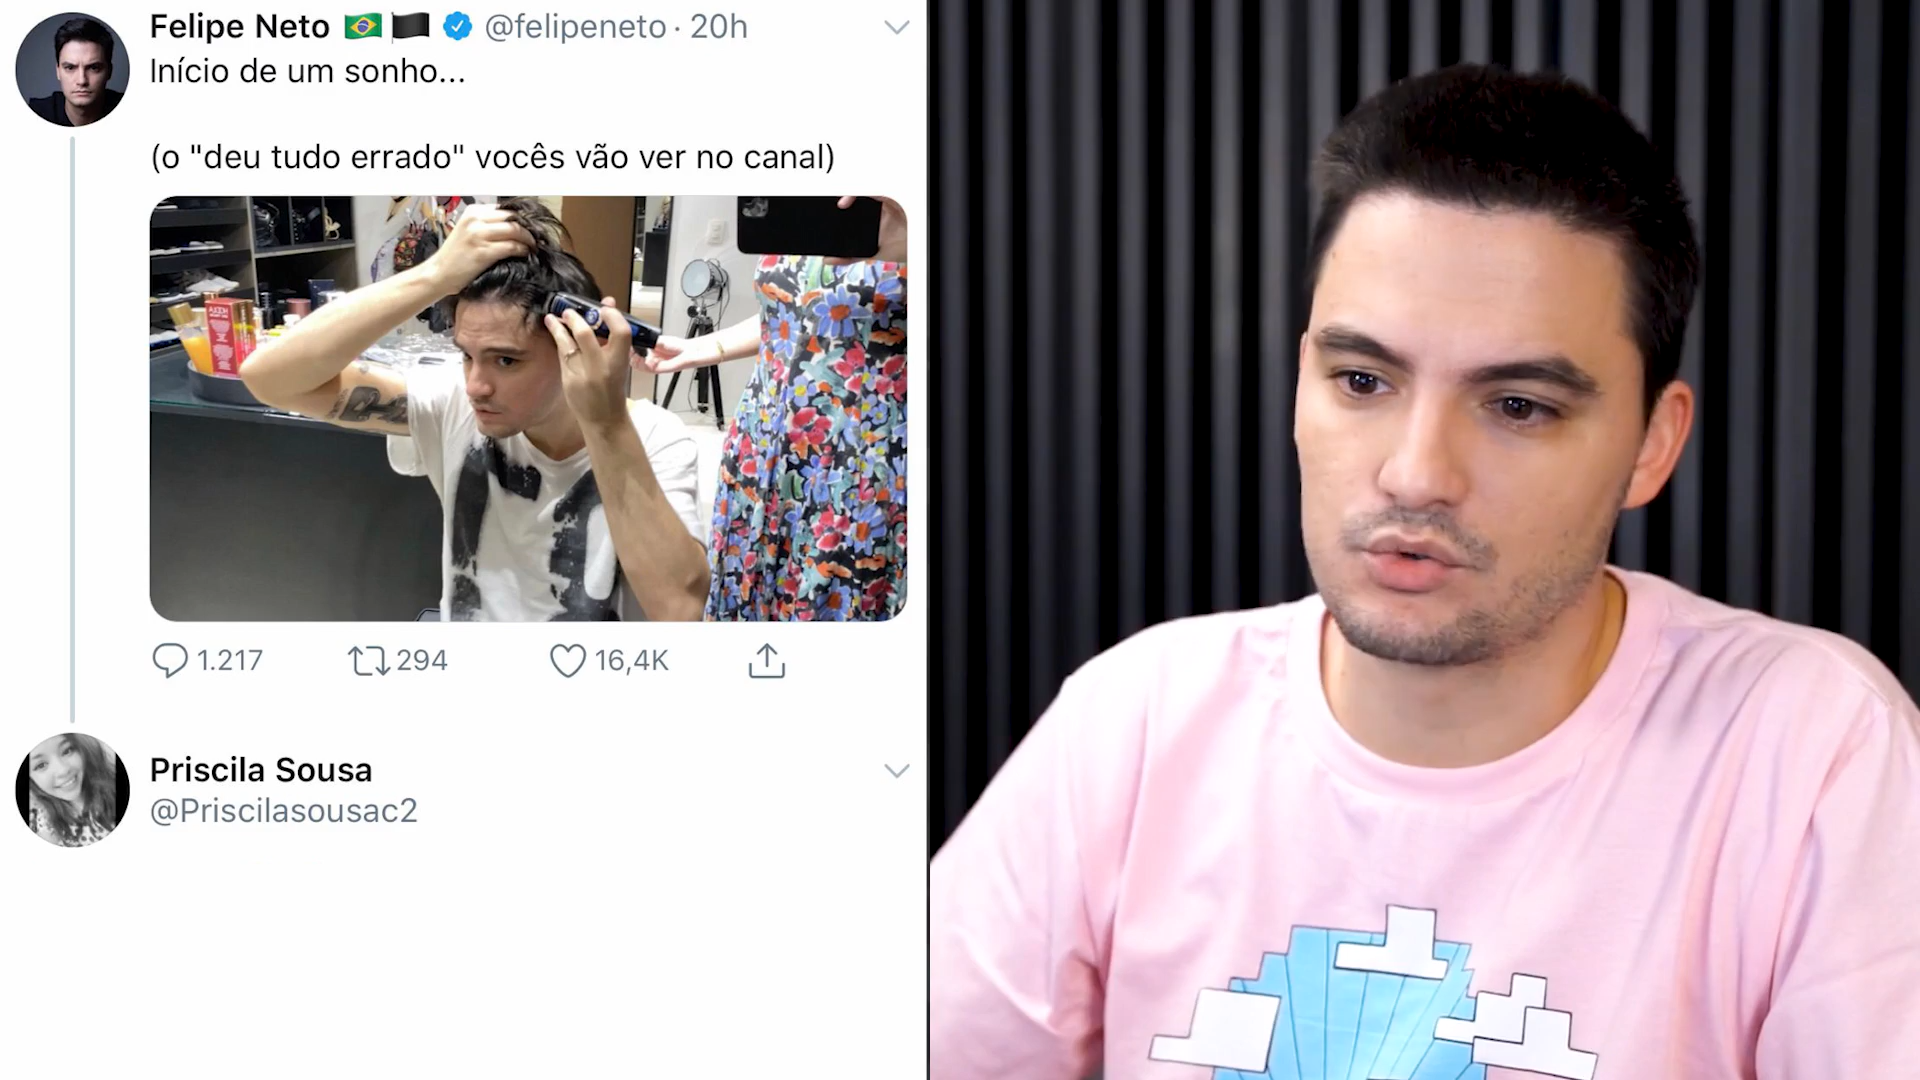 Felipe Neto 🇧🇷🏴 @felipeneto · 20h
Início de um sonho...
(o "deu tudo errado" vocês vão ver no canal)
1.217 294 16,4K
Priscila Sousa
@Priscilasousac2